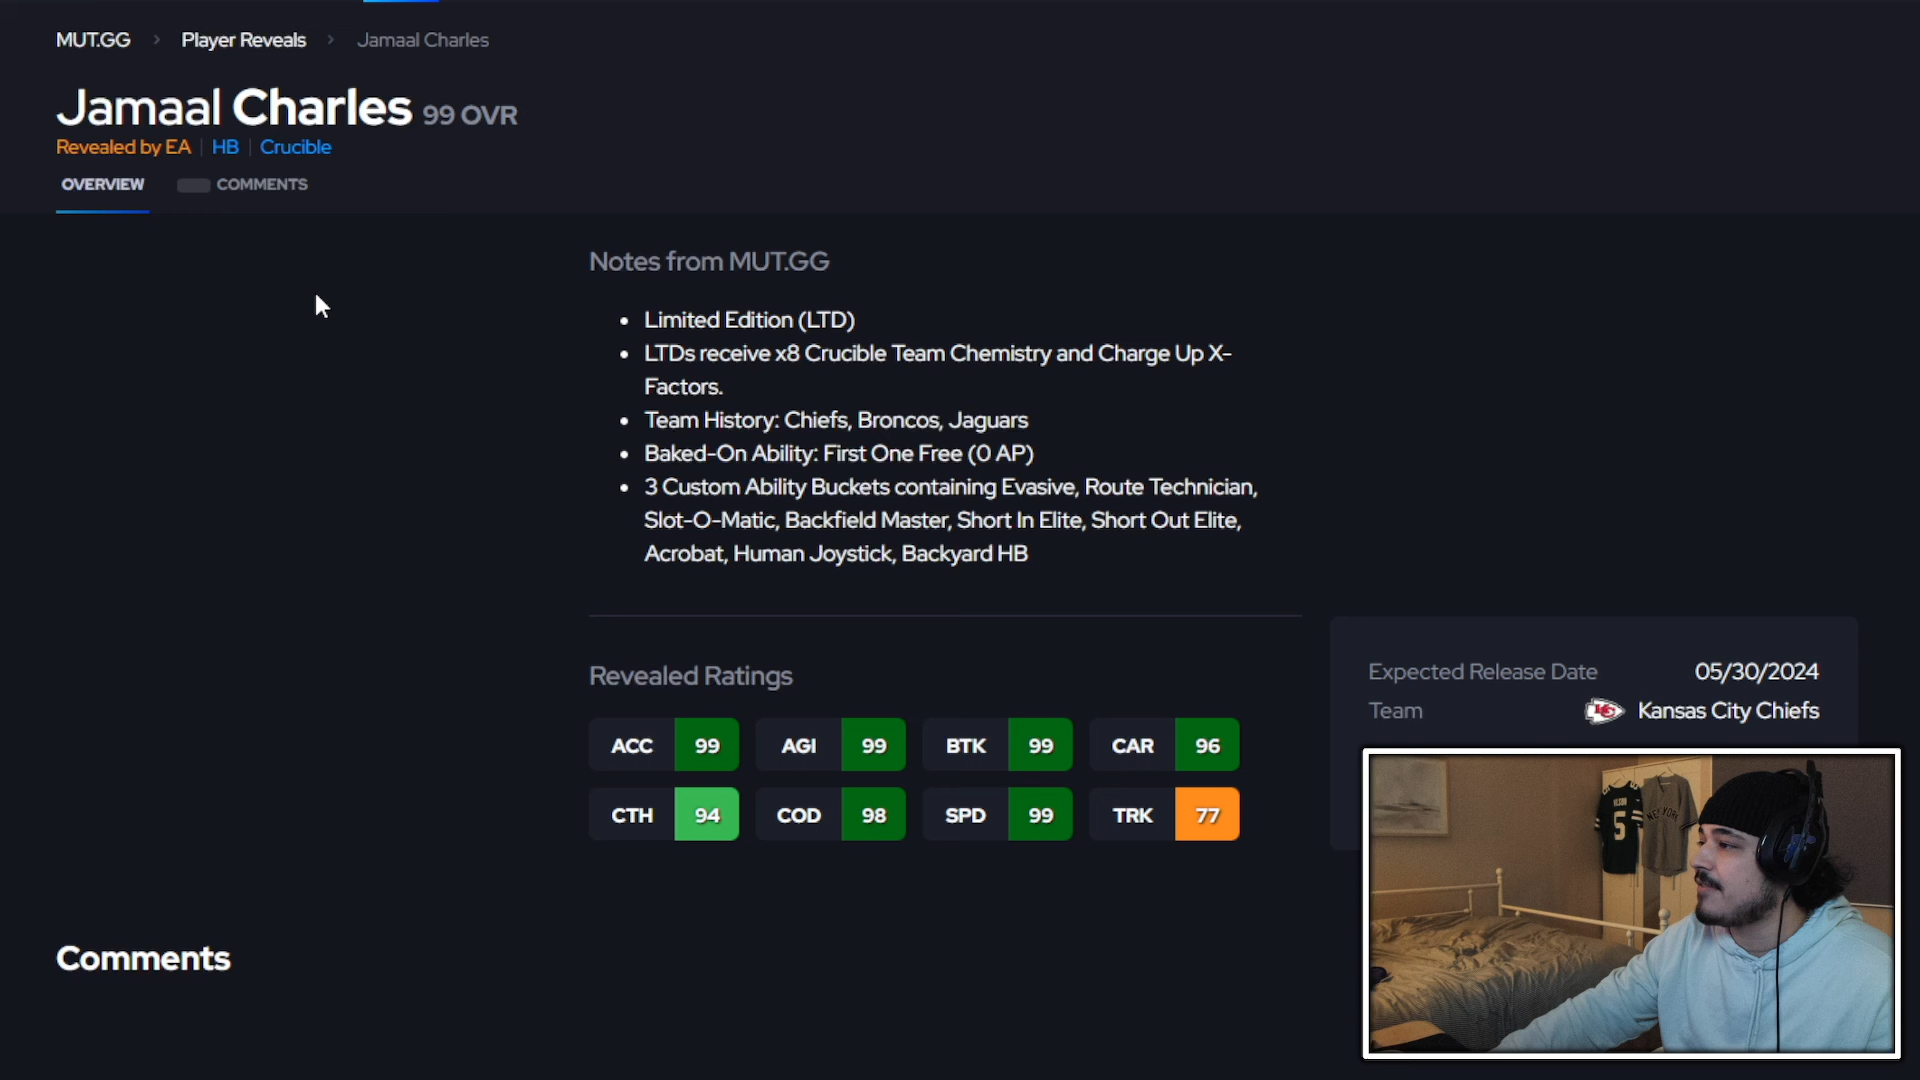 MUT.GG > Player Reveals > Jamaal Charles
Jamaal Charles 99 OVR
Revealed by EA | HB | Crucible
OVERVIEW COMMENTS
Notes from MUT.GG
• Limited Edition (LTD)
• LTDs receive x8 Crucible Team Chemistry and Charge Up X-
Factors.
• Team History: Chiefs, Broncos, Jaguars
• Baked-On Ability: First One Free (0 AP)
• 3 Custom Ability Buckets containing Evasive, Route Technician,
Slot-O-Matic, Backfield Master, Short In Elite, Short Out Elite,
Acrobat, Human Joystick, Backyard HB
Revealed Ratings
ACC 99 AGI 99 BTK 99 CAR 96
CTH 94 COD 98 SPD 99 TRK 77
Expected Release Date 05/30/2024
Team KC Kansas City Chiefs
5
NEW YORK
Comments